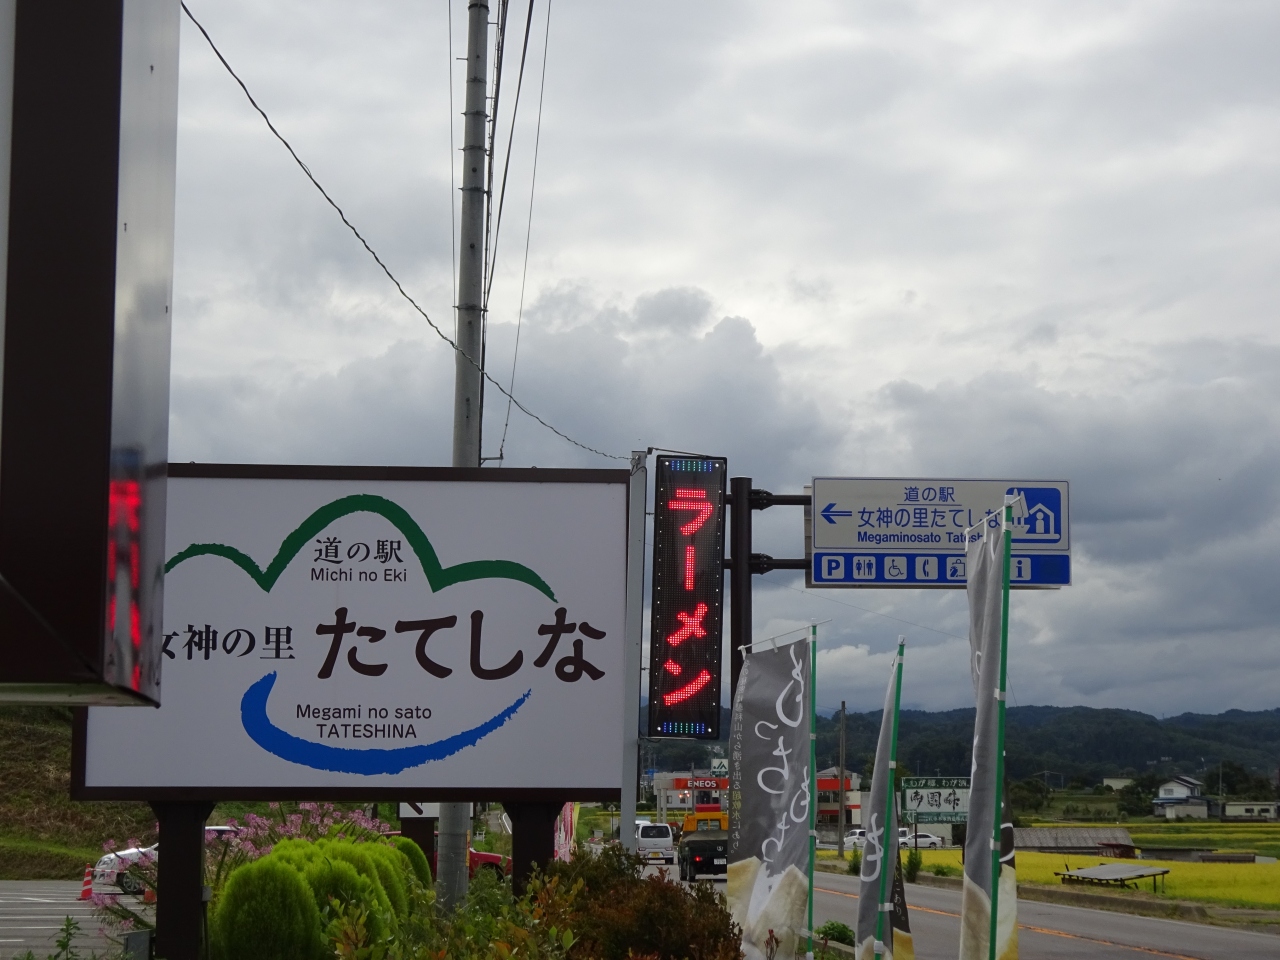 道の駅
Michi no Eki
女神の里 たてしな
Megami no sato
TATESHINA
ラーメン
道の駅
女神の里たてしな
Megaminosato Tatesh
P
i
ENEOS
JA